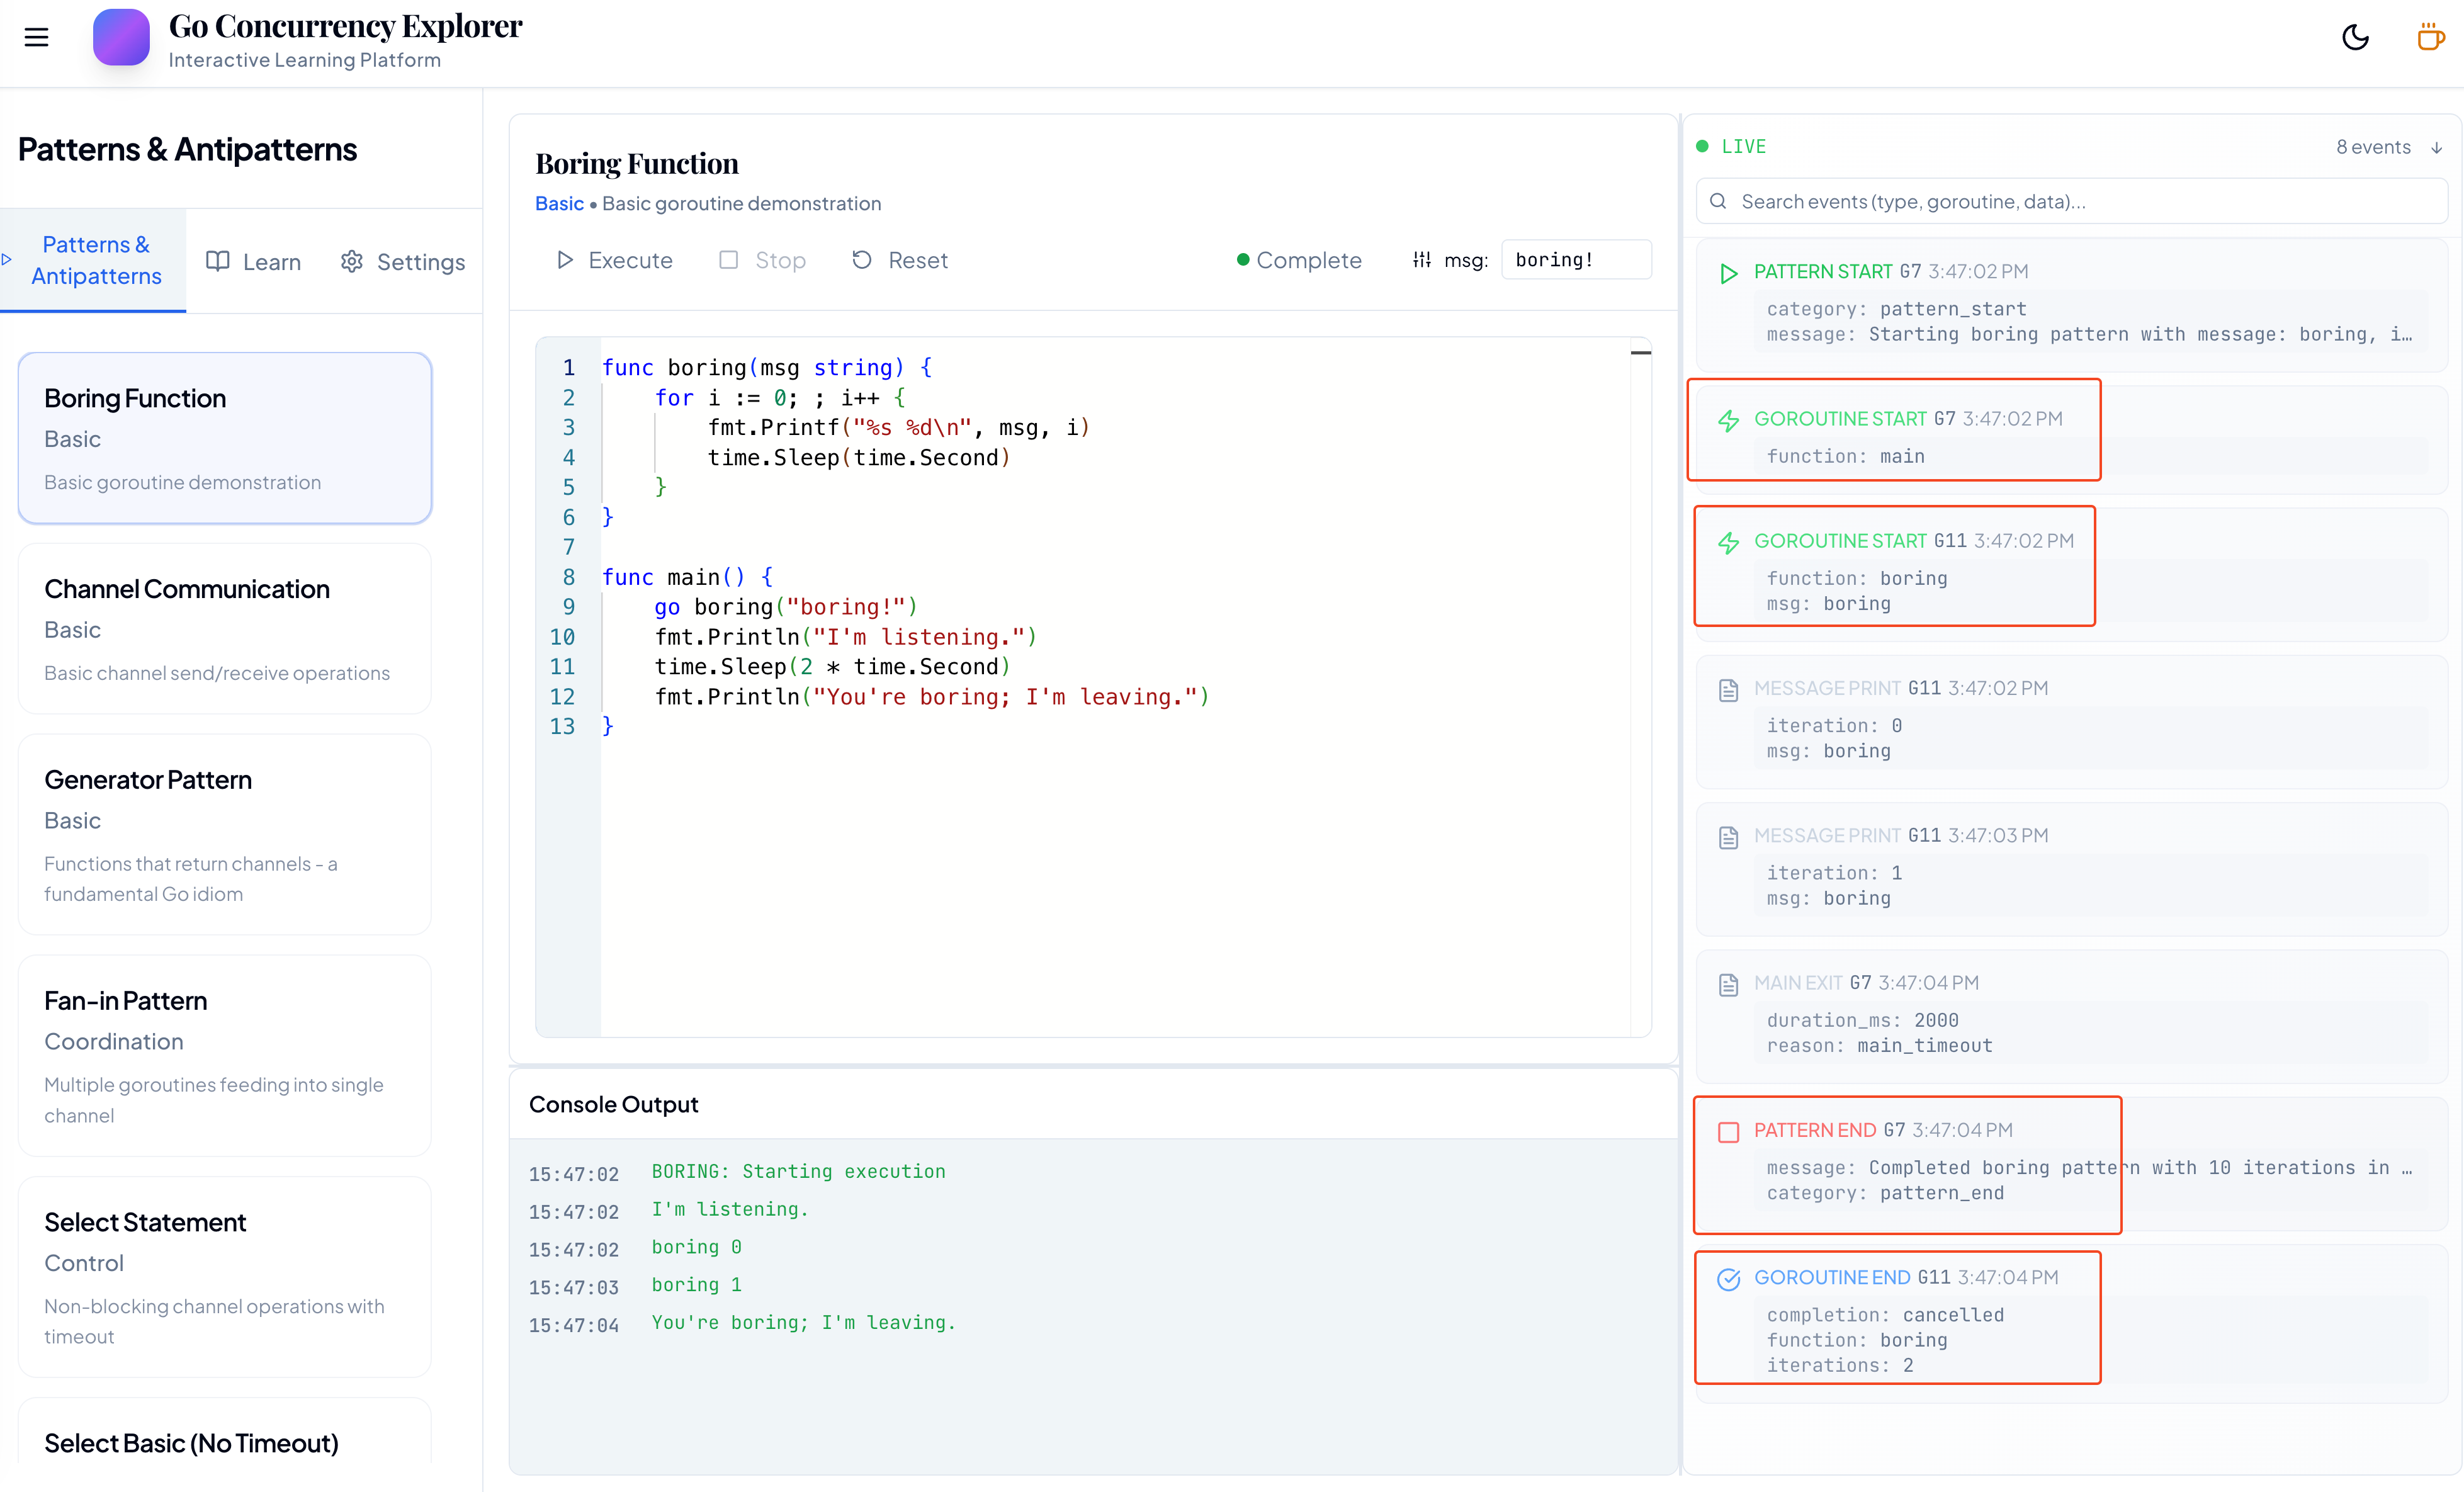 Go Concurrency Explorer
Interactive Learning Platform
Patterns & Antipatterns
Patterns &
Antipatterns
Learn
Settings
Boring Function
Basic
Basic goroutine demonstration
Channel Communication
Basic
Basic channel send/receive operations
Generator Pattern
Basic
Functions that return channels - a
fundamental Go idiom
Fan-in Pattern
Coordination
Multiple goroutines feeding into single
channel
Select Statement
Control
Non-blocking channel operations with
timeout
Select Basic (No Timeout)
Boring Function
Basic • Basic goroutine demonstration
Execute Stop Reset Complete msg: boring!
1 func boring(msg string) {
2 for i := 0; ; i++ {
3 fmt.Printf("%s %d\n", msg, i)
4 time.Sleep(time.Second)
5 }
6 }
7
8 func main() {
9 go boring("boring!")
10 fmt.Println("I'm listening.")
11 time.Sleep(2 * time.Second)
12 fmt.Println("You're boring; I'm leaving.")
13 }
Console Output
15:47:02 BORING: Starting execution
15:47:02 I'm listening.
15:47:02 boring 0
15:47:03 boring 1
15:47:04 You're boring; I'm leaving.
LIVE 8 events
Search events (type, goroutine, data)...
PATTERN START G7 3:47:02 PM
category: pattern_start
message: Starting boring pattern with message: boring, i…
GOROUTINE START G7 3:47:02 PM
function: main
GOROUTINE START G11 3:47:02 PM
function: boring
msg: boring
MESSAGE PRINT G11 3:47:02 PM
iteration: 0
msg: boring
MESSAGE PRINT G11 3:47:03 PM
iteration: 1
msg: boring
MAIN EXIT G7 3:47:04 PM
duration_ms: 2000
reason: main_timeout
PATTERN END G7 3:47:04 PM
message: Completed boring pattern with 10 iterations in …
category: pattern_end
GOROUTINE END G11 3:47:04 PM
completion: cancelled
function: boring
iterations: 2